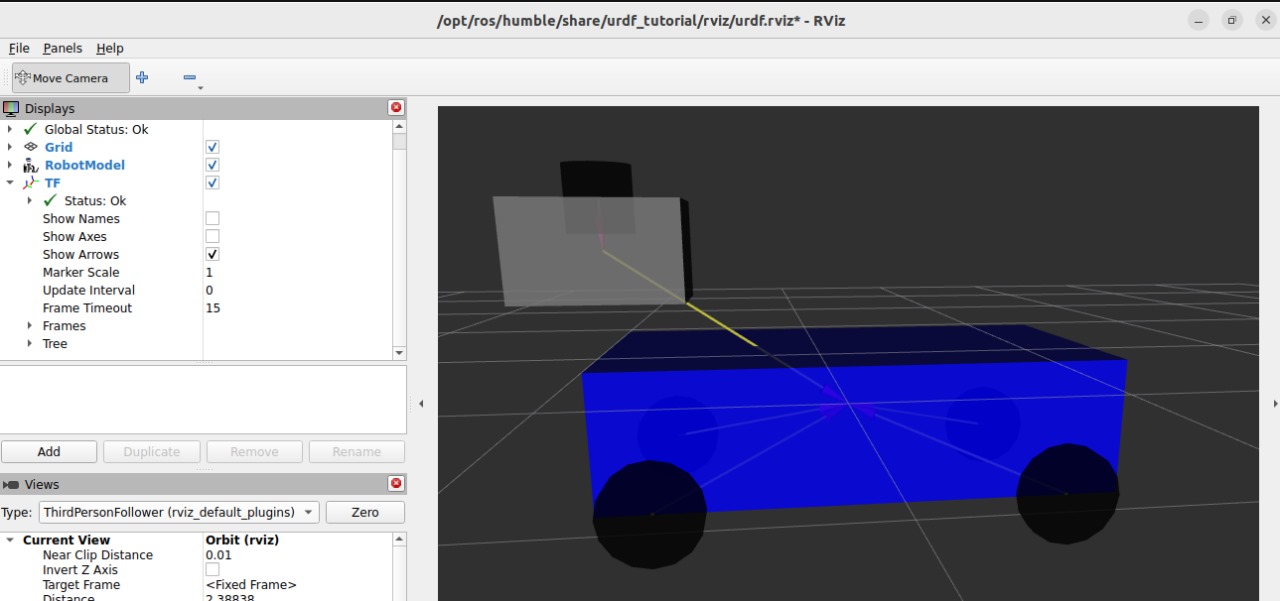 /opt/ros/humble/share/urdf_tutorial/rviz/urdf.rviz* - RViz
File Panels Help
Move Camera
Displays
Global Status: Ok
Grid
RobotModel
TF
Status: Ok
Show Names
Show Axes
Show Arrows
Marker Scale 1
Update Interval 0
Frame Timeout 15
Frames
Tree
Add Duplicate Remove Rename
Views
Type: ThirdPersonFollower (rviz_default_plugins) Zero
Current View Orbit (rviz)
Near Clip Distance 0.01
Invert Z Axis
Target Frame <Fixed Frame>
Distance 2.38838